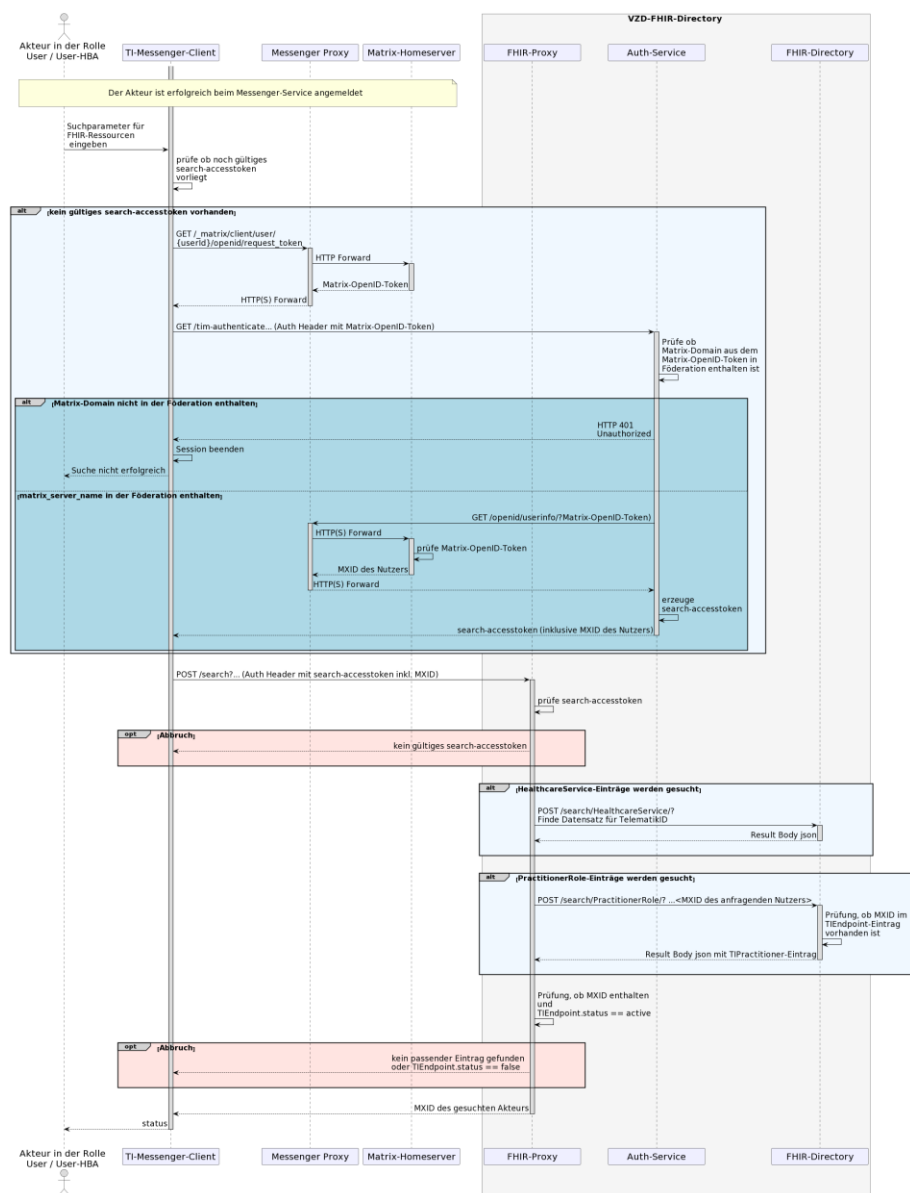 VZD-FHIR-Directory
Akteur in der Rolle
User / User-HBA
TI-Messenger-Client
Messenger Proxy
Matrix-Homeserver
FHIR-Proxy
Auth-Service
FHIR-Directory
Der Akteur ist erfolgreich beim Messenger-Service angemeldet
Suchparameter für
FHIR-Ressourcen
eingeben
prüfe ob noch gültiges
search-accesstoken
vorliegt
alt [kein gültiges search-accesstoken vorhanden]
GET /_matrix/client/user/
{userId}/openid/request_token
HTTP Forward
Matrix-OpenID-Token
HTTP(S) Forward
GET /tim-authenticate... (Auth Header mit Matrix-OpenID-Token)
Prüfe ob
Matrix-Domain aus dem
Matrix-OpenID-Token in
Föderation enthalten ist
alt [Matrix-Domain nicht in der Föderation enthalten]
HTTP 401
Unauthorized
Session beenden
Suche nicht erfolgreich
[matrix_server_name in der Föderation enthalten]
GET /openid/userinfo/?Matrix-OpenID-Token)
HTTP(S) Forward
prüfe Matrix-OpenID-Token
MXID des Nutzers
HTTP(S) Forward
erzeuge
search-accesstoken
search-accesstoken (inklusive MXID des Nutzers)
POST /search?... (Auth Header mit search-accesstoken inkl. MXID)
prüfe search-accesstoken
opt [Abbruch]
kein gültiges search-accesstoken
alt [HealthcareService-Einträge werden gesucht]
POST /search/HealthcareService/?
Finde Datensatz für TelematikID
Result Body json
alt [PractitionerRole-Einträge werden gesucht]
POST /search/PractitionerRole/? ...<MXID des anfragenden Nutzers>
Prüfung, ob MXID im
TIEndpoint-Eintrag
vorhanden ist
Result Body json mit TIPractitioner-Eintrag
Prüfung, ob MXID enthalten
und
TIEndpoint.status == active
opt [Abbruch]
kein passender Eintrag gefunden
oder TIEndpoint.status == false
MXID des gesuchten Akteurs
status
Akteur in der Rolle
User / User-HBA
TI-Messenger-Client
Messenger Proxy
Matrix-Homeserver
FHIR-Proxy
Auth-Service
FHIR-Directory